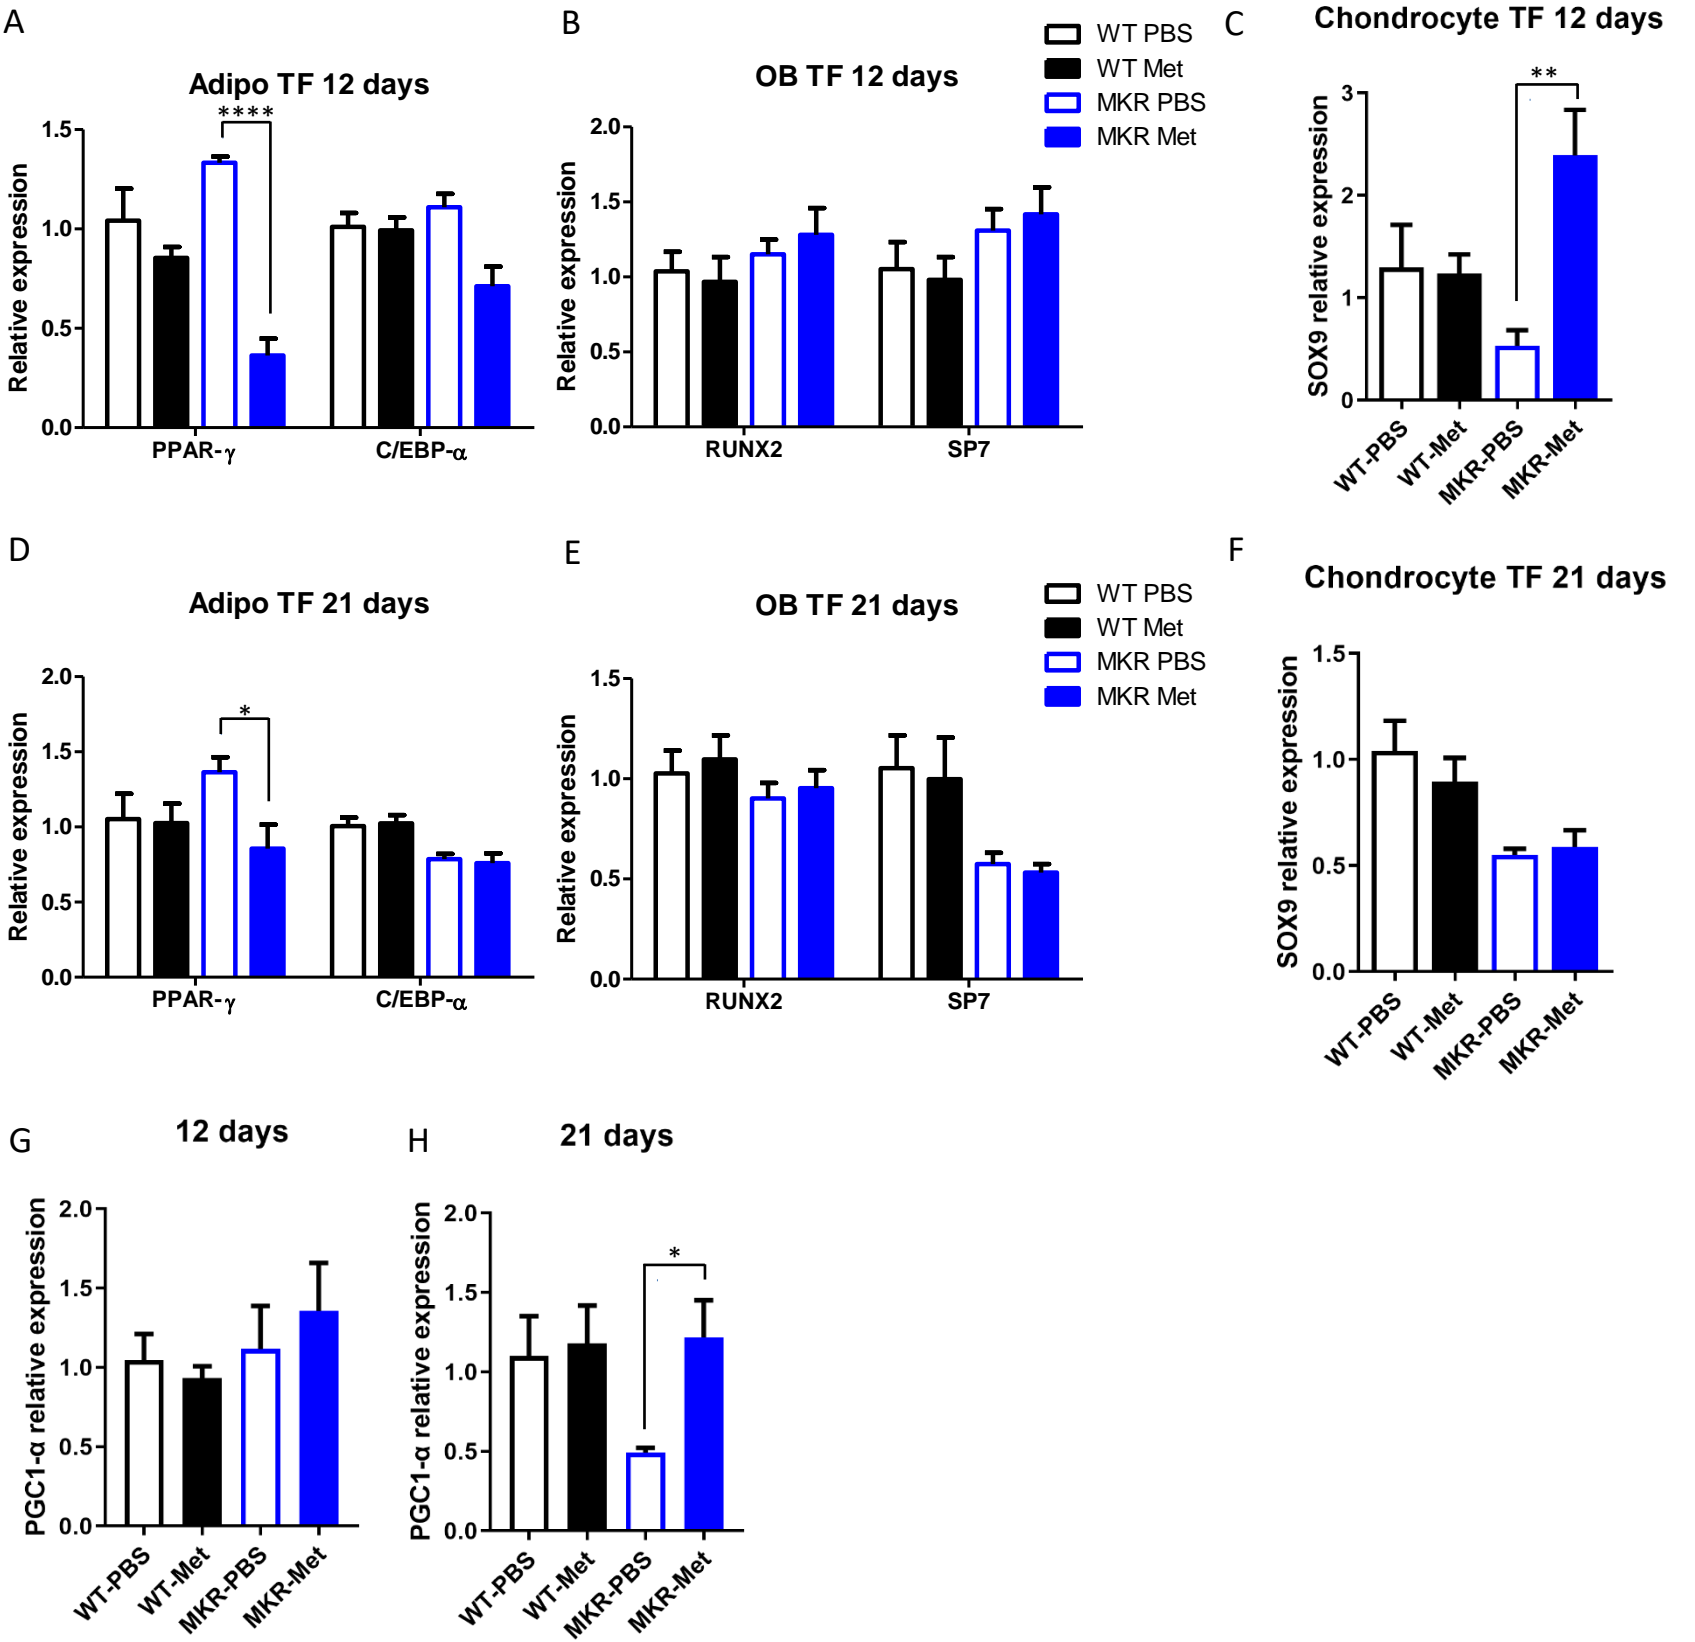 A
Adipo TF 12 days
****
Relative expression
1.5
1.0
0.5
0.0
PPAR-γ
C/EBP-α
B
OB TF 12 days
Relative expression
2.0
1.5
1.0
0.5
0.0
RUNX2
SP7
WT PBS
WT Met
MKR PBS
MKR Met
C
Chondrocyte TF 12 days
**
SOX9 relative expression
3
2
1
0
WT-PBS
WT-Met
MKR-PBS
MKR-Met
D
Adipo TF 21 days
*
Relative expression
2.0
1.5
1.0
0.5
0.0
PPAR-γ
C/EBP-α
E
OB TF 21 days
Relative expression
1.5
1.0
0.5
0.0
RUNX2
SP7
WT PBS
WT Met
MKR PBS
MKR Met
F
Chondrocyte TF 21 days
SOX9 relative expression
1.5
1.0
0.5
0.0
WT-PBS
WT-Met
MKR-PBS
MKR-Met
G
12 days
PGC1-α relative expression
2.0
1.5
1.0
0.5
0.0
WT-PBS
WT-Met
MKR-PBS
MKR-Met
H
21 days
*
PGC1-α relative expression
2.0
1.5
1.0
0.5
0.0
WT-PBS
WT-Met
MKR-PBS
MKR-Met